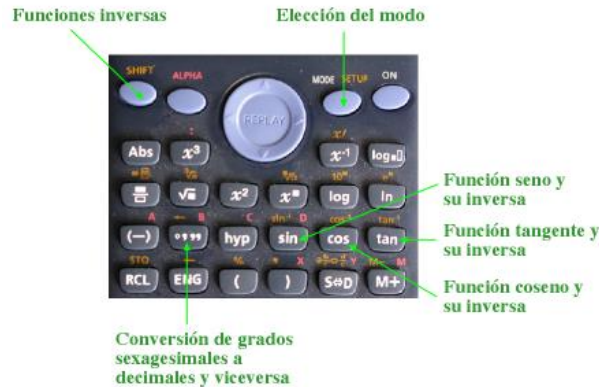 Funciones inversas
Elección del modo
SHIFT ALPHA MODE SETUP ON
REPLAY
: x!
Abs x³ x⁻¹ log
10ˣ eˣ
√ x² x■ log ln
A ← B C sin⁻¹ D cos⁻¹ tan⁻¹
(−) °,,, hyp sin cos tan
STO % , X Y M− M
RCL ENG ( ) S⇔D M+
Función seno y
su inversa
Función tangente y
su inversa
Función coseno y
su inversa
Conversión de grados
sexagesimales a
decimales y viceversa